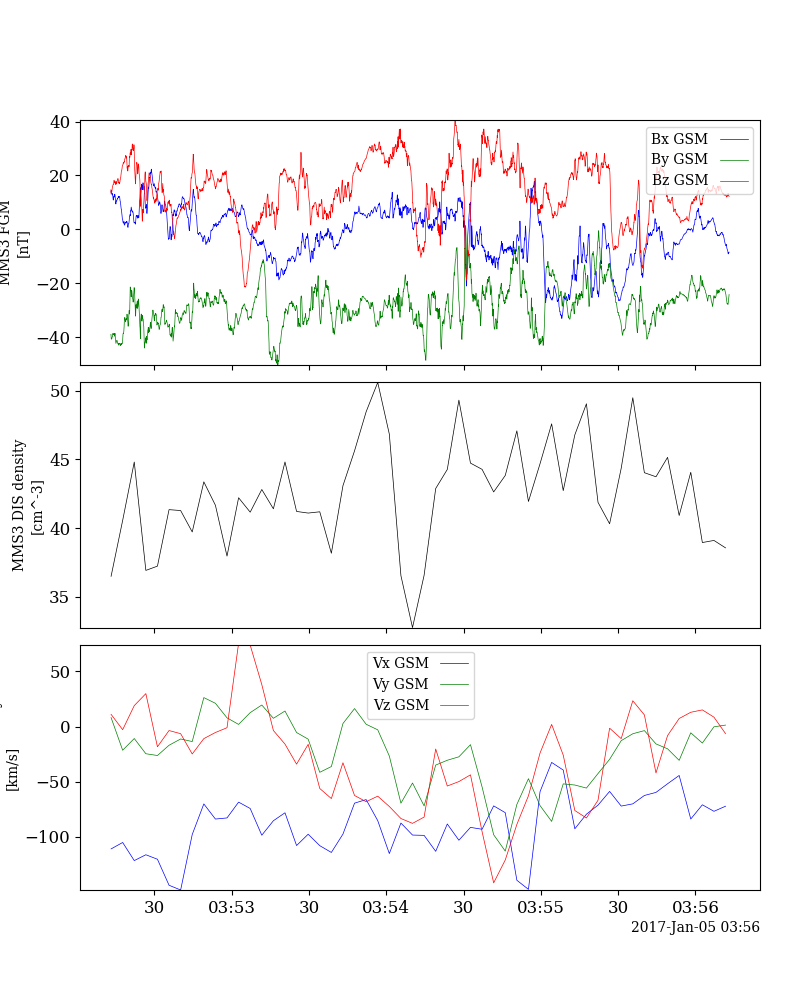 40
20
0
−20
−40
MMS3 FGM
[nT]
Bx GSM
By GSM
Bz GSM
50
45
40
35
MMS3 DIS density
[cm^-3]
50
0
−50
−100
[km/s]
Vx GSM
Vy GSM
Vz GSM
30 03:53 30 03:54 30 03:55 30 03:56
2017-Jan-05 03:56